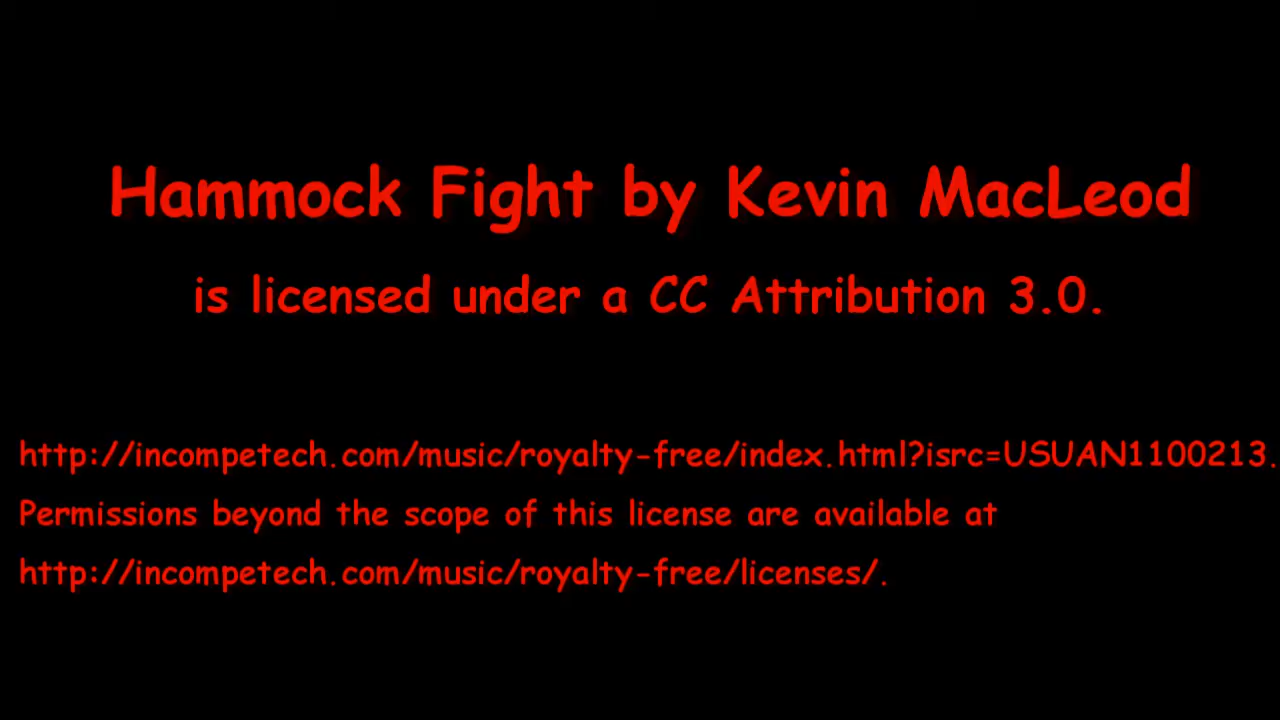 Hammock Fight by Kevin MacLeod
is licensed under a CC Attribution 3.0.
http://incompetech.com/music/royalty-free/index.html?isrc=USUAN1100213.
Permissions beyond the scope of this license are available at
http://incompetech.com/music/royalty-free/licenses/.